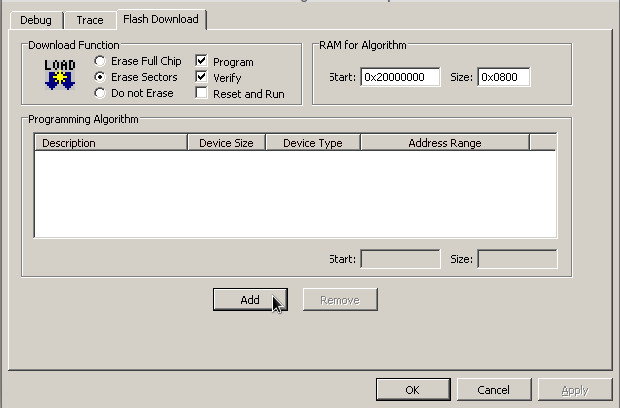 Debug Trace Flash Download
Download Function RAM for Algorithm
LOAD Erase Full Chip Program
Erase Sectors Verify Start: 0x20000000 Size: 0x0800
Do not Erase Reset and Run
Programming Algorithm
Description Device Size Device Type Address Range
Start: Size:
Add Remove
OK Cancel Apply